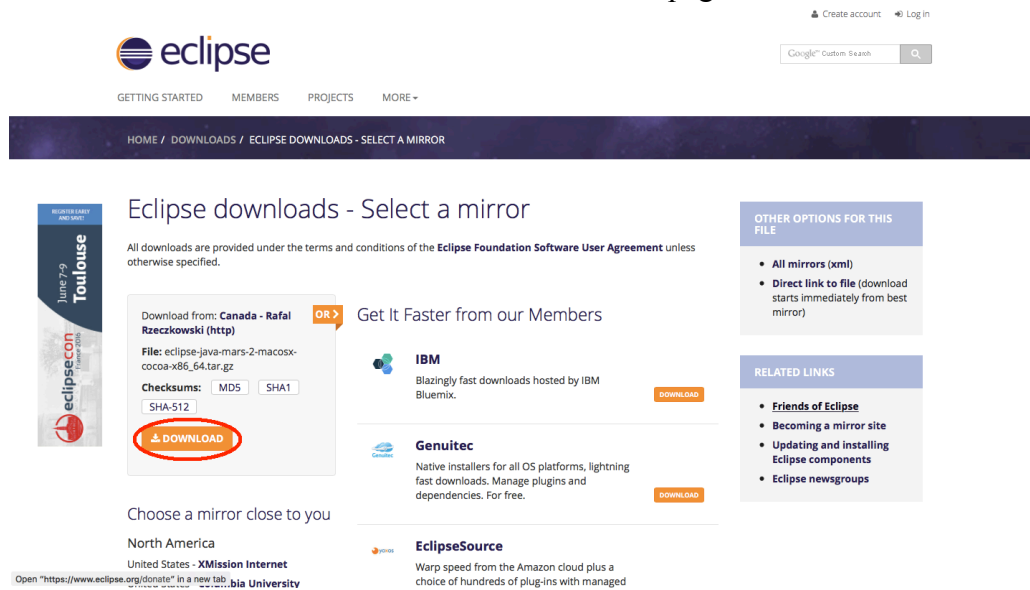 Create account Log in
eclipse
Google™ Custom Search
GETTING STARTED MEMBERS PROJECTS MORE
HOME / DOWNLOADS / ECLIPSE DOWNLOADS - SELECT A MIRROR
REGISTER EARLY
AND SAVE!
June 7-9
Toulouse
eclipsecon
France 2016
Eclipse downloads - Select a mirror
All downloads are provided under the terms and conditions of the Eclipse Foundation Software User Agreement unless
otherwise specified.
Download from: Canada - Rafal
Rzeczkowski (http)
File: eclipse-java-mars-2-macosx-
cocoa-x86_64.tar.gz
Checksums: MD5 SHA1
SHA-512
DOWNLOAD
OR
Get It Faster from our Members
IBM
Blazingly fast downloads hosted by IBM
Bluemix.
DOWNLOAD
Genuitec
Genuitec
Native installers for all OS platforms, lightning
fast downloads. Manage plugins and
dependencies. For free.
DOWNLOAD
yoxos
EclipseSource
Warp speed from the Amazon cloud plus a
choice of hundreds of plug-ins with managed
Choose a mirror close to you
North America
United States - XMission Internet
United States - Columbia University
Open "https://www.eclipse.org/donate" in a new tab
OTHER OPTIONS FOR THIS
FILE
All mirrors (xml)
Direct link to file (download
starts immediately from best
mirror)
RELATED LINKS
Friends of Eclipse
Becoming a mirror site
Updating and installing
Eclipse components
Eclipse newsgroups